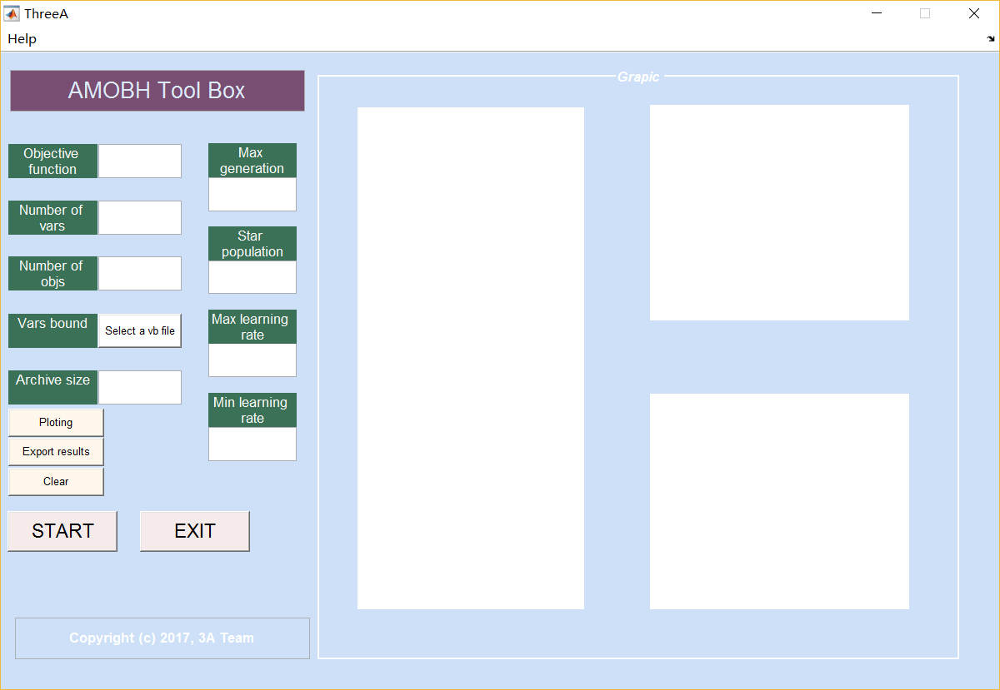 ThreeA
Help
AMOBH Tool Box
Objective
function
Number of
vars
Number of
objs
Vars bound
Select a vb file
Archive size
Ploting
Export results
Clear
Max
generation
Star
population
Max learning
rate
Min learning
rate
START
EXIT
Copyright (c) 2017, 3A Team
Grapic